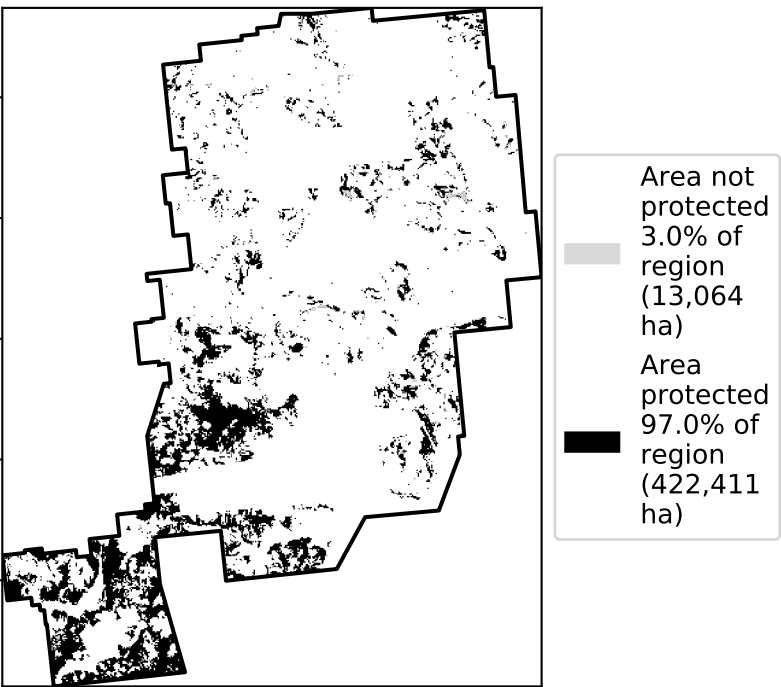 Area not
protected
3.0% of
region
(13,064
ha)
Area
protected
97.0% of
region
(422,411
ha)